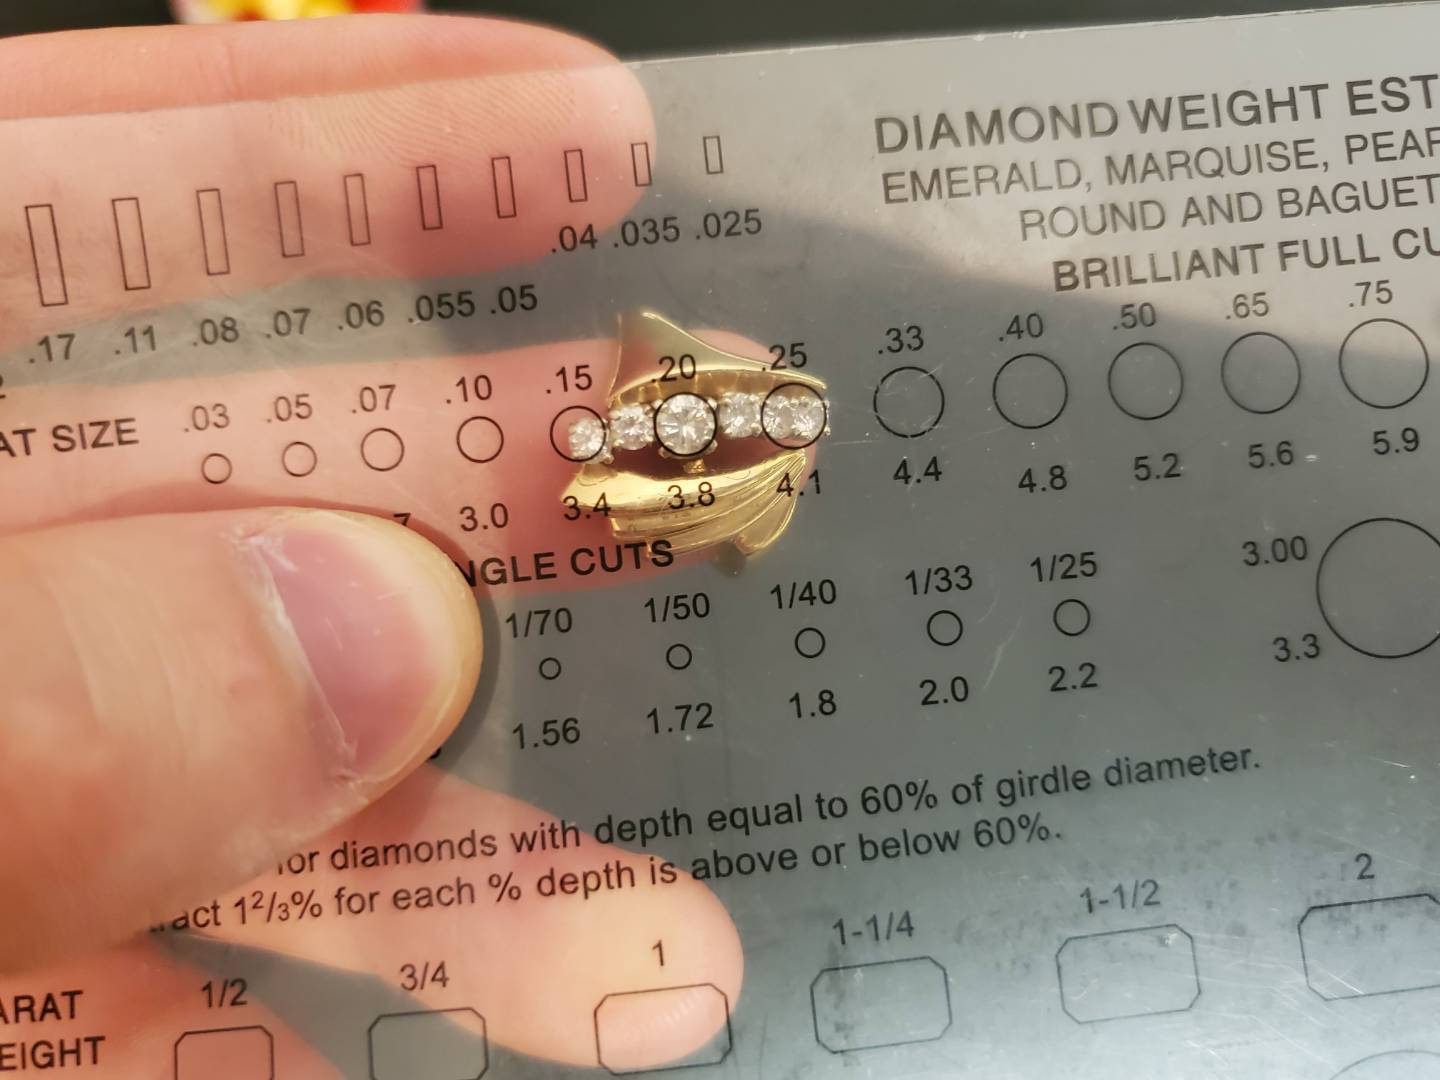 DIAMOND WEIGHT EST
EMERALD, MARQUISE, PEAR
ROUND AND BAGUET
BRILLIANT FULL CU
.04 .035 .025
.17 .11 .08 .07 .06 .055 .05
.03 .05 .07 .10 .15 .20 .25 .33 .40 .50 .65 .75
AT SIZE
3.0 3.4 3.8 4.1 4.4 4.8 5.2 5.6 5.9
NGLE CUTS
1/70 1/50 1/40 1/33 1/25
3.00
1.56 1.72 1.8 2.0 2.2
3.3
for diamonds with depth equal to 60% of girdle diameter.
act 1²/₃% for each % depth is above or below 60%.
1/2 3/4 1 1-1/4 1-1/2 2
ARAT
EIGHT